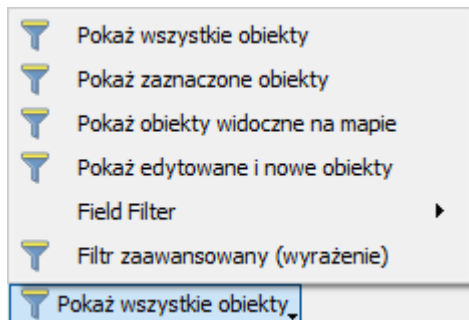 Pokaż wszystkie obiekty
Pokaż zaznaczone obiekty
Pokaż obiekty widoczne na mapie
Pokaż edytowane i nowe obiekty
Field Filter
Filtr zaawansowany (wyrażenie)
Pokaż wszystkie obiekty